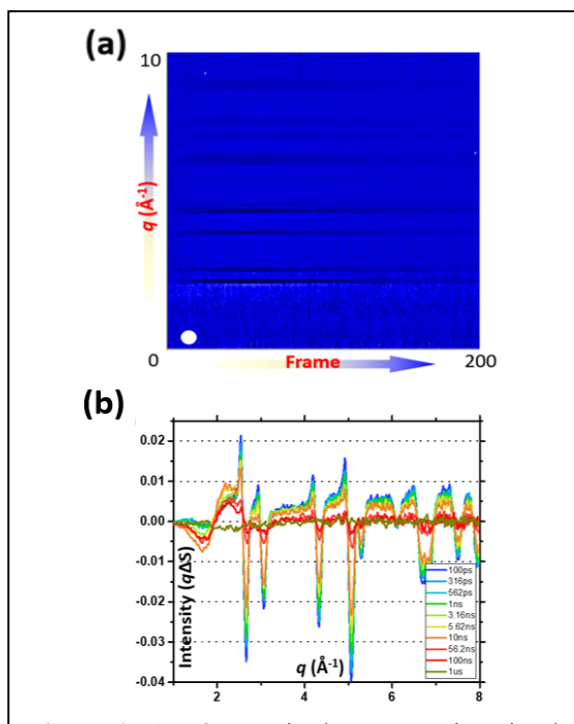 (a)
10
q (Å-1)
0
Frame
200
(b)
0.02
0.01
0.00
-0.01
-0.02
-0.03
-0.04
Intensity (qΔS)
q (Å-1)
2
4
6
8
100ps
316ps
562ps
1ns
3.16ns
5.62ns
10ns
56.2ns
100ns
1us